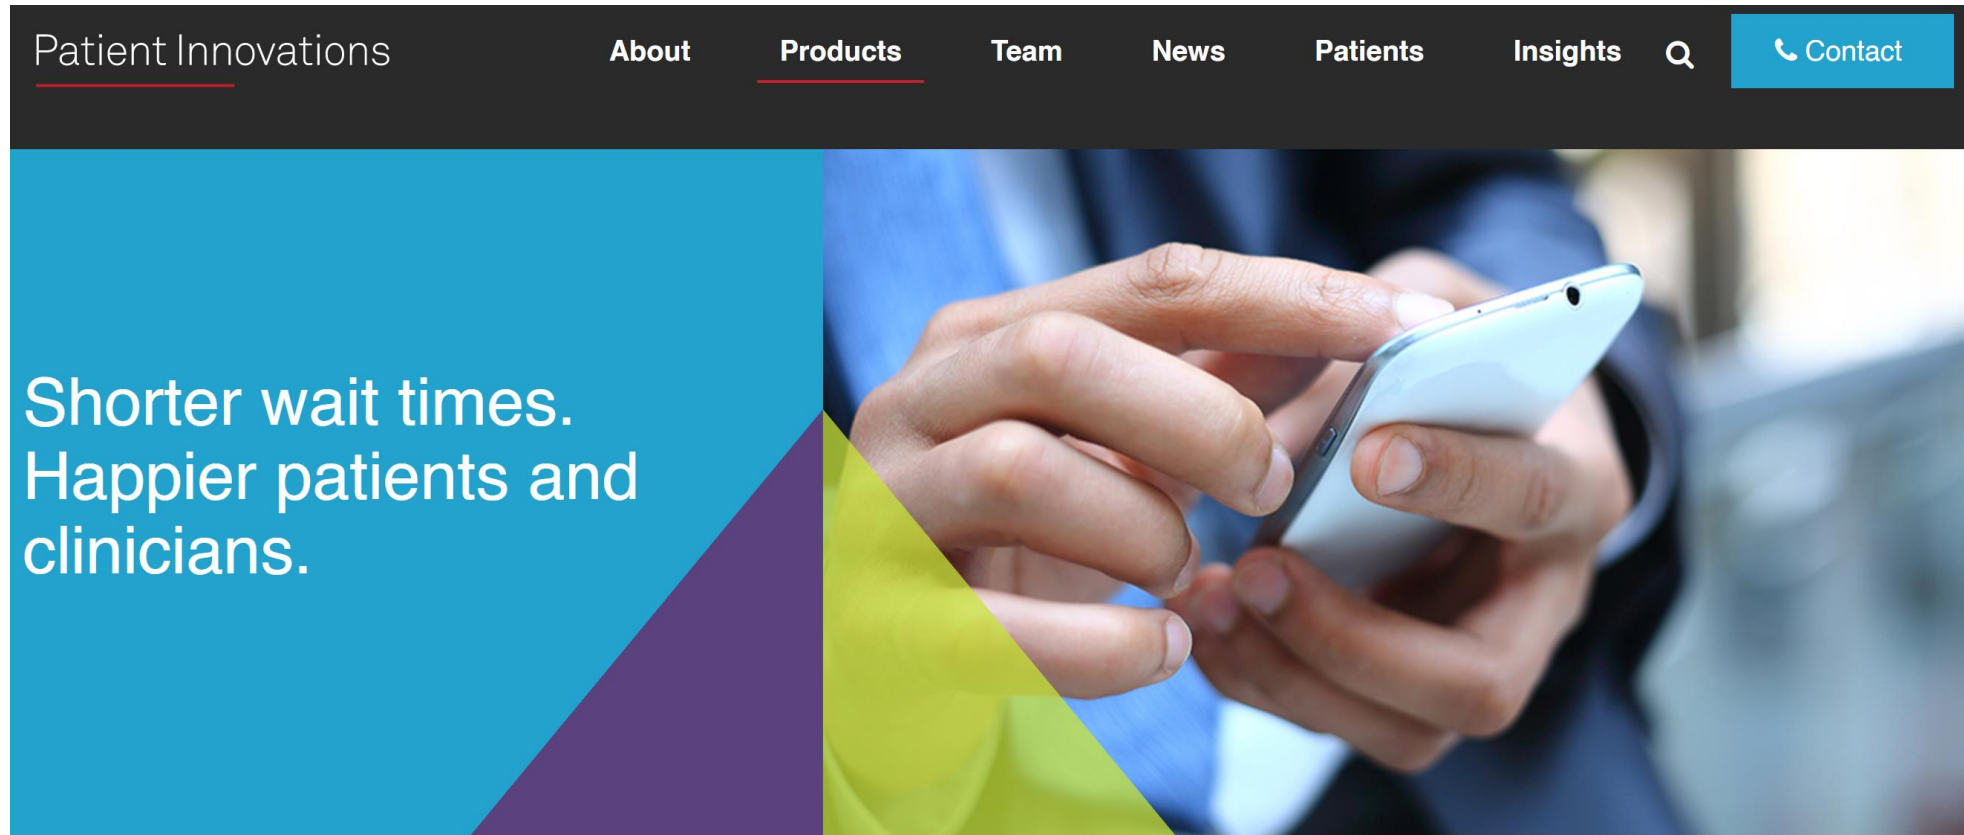 Patient Innovations
About
Products
Team
News
Patients
Insights
Contact
Shorter wait times.
Happier patients and
clinicians.